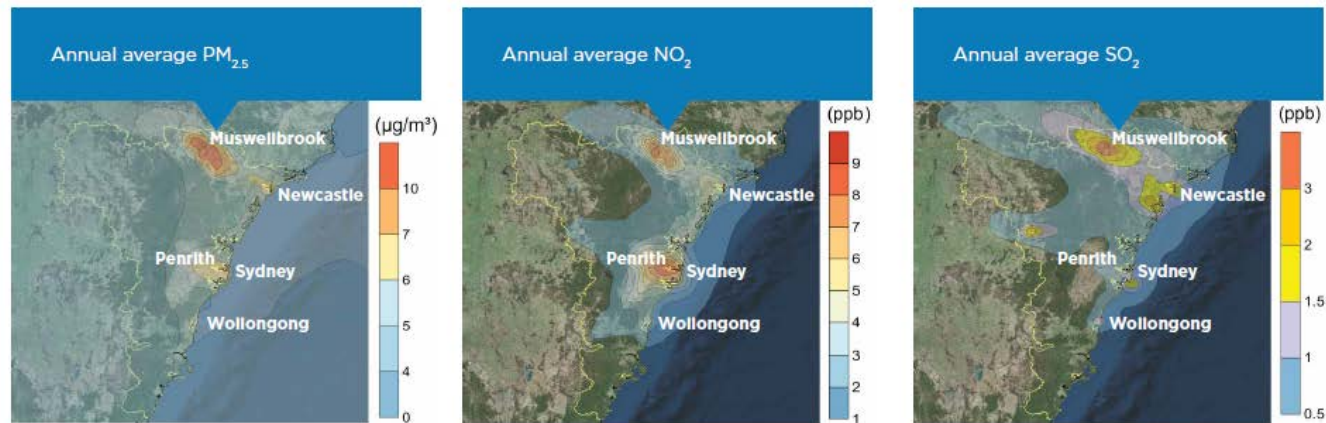 Annual average PM₂.₅
(µg/m³)
10
7
6
5
4
0
Muswellbrook
Newcastle
Penrith
Sydney
Wollongong
Annual average NO₂
(ppb)
9
8
7
6
5
4
3
2
1
Muswellbrook
Newcastle
Penrith
Sydney
Wollongong
Annual average SO₂
(ppb)
3
2
1.5
1
0.5
Muswellbrook
Newcastle
Penrith
Sydney
Wollongong